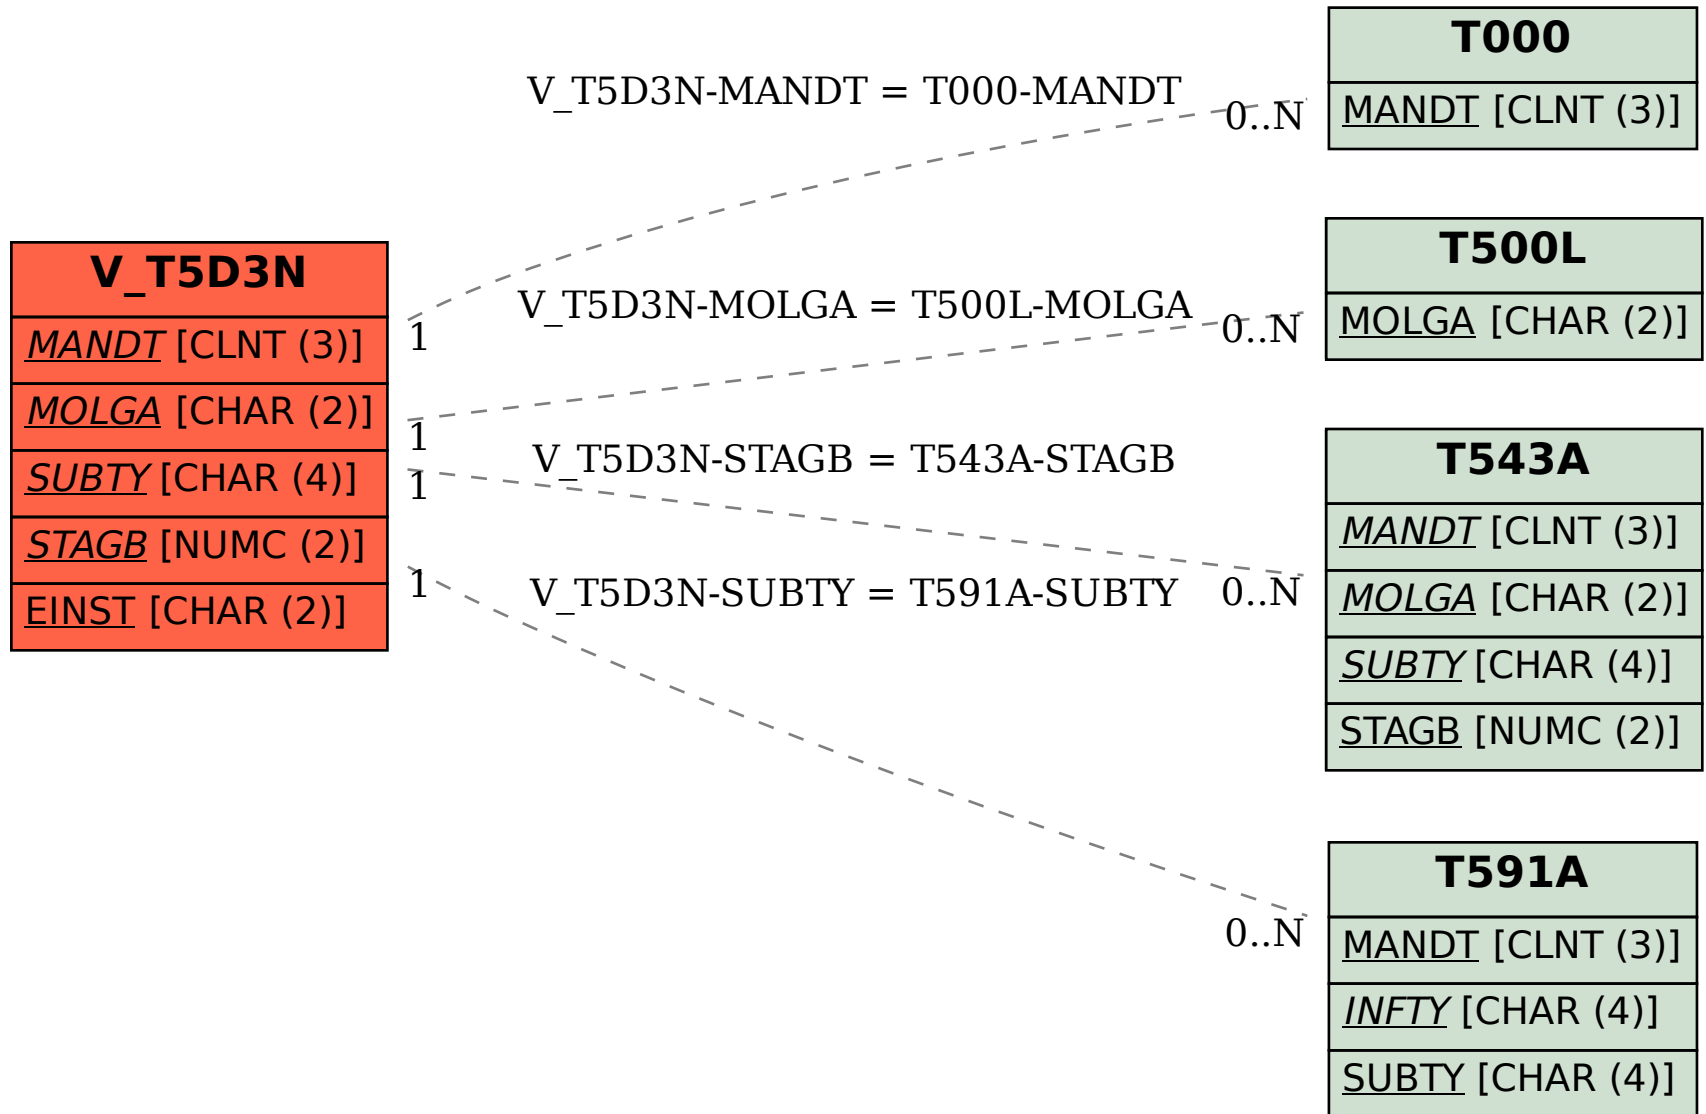 V_T5D3N
MANDT [CLNT (3)]
MOLGA [CHAR (2)]
SUBTY [CHAR (4)]
STAGB [NUMC (2)]
EINST [CHAR (2)]
V_T5D3N-MANDT = T000-MANDT
0..N
1
V_T5D3N-MOLGA = T500L-MOLGA
0..N
1
V_T5D3N-STAGB = T543A-STAGB
1
0..N
V_T5D3N-SUBTY = T591A-SUBTY
1
0..N
T000
MANDT [CLNT (3)]
T500L
MOLGA [CHAR (2)]
T543A
MANDT [CLNT (3)]
MOLGA [CHAR (2)]
SUBTY [CHAR (4)]
STAGB [NUMC (2)]
T591A
MANDT [CLNT (3)]
INFTY [CHAR (4)]
SUBTY [CHAR (4)]